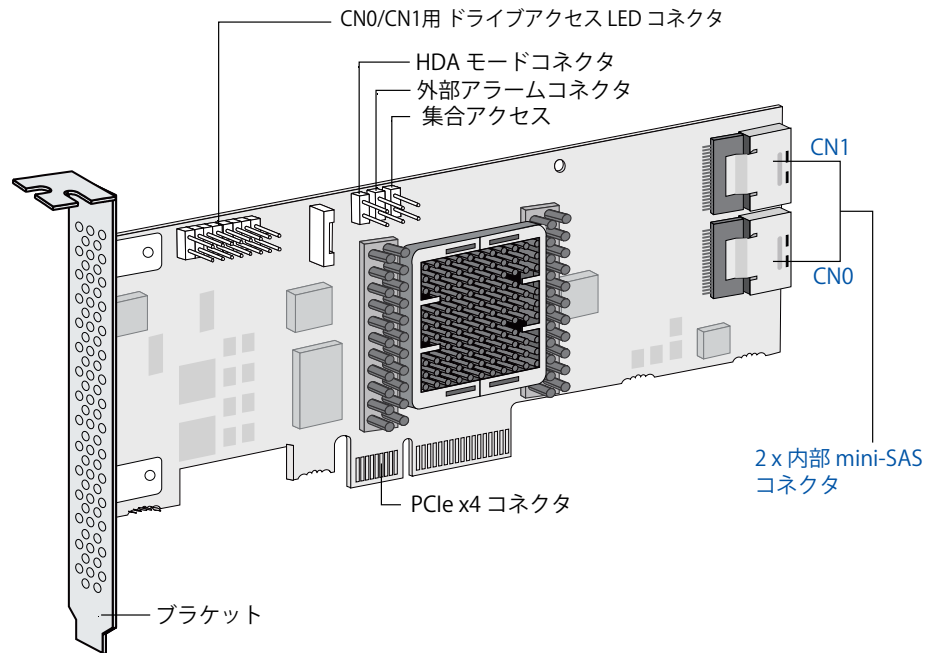 CN0/CN1用 ドライブアクセス LED コネクタ
HDA モードコネクタ
外部アラームコネクタ
集合アクセス
CN1
CN0
2 x 内部 mini-SAS
コネクタ
PCIe x4 コネクタ
ブラケット